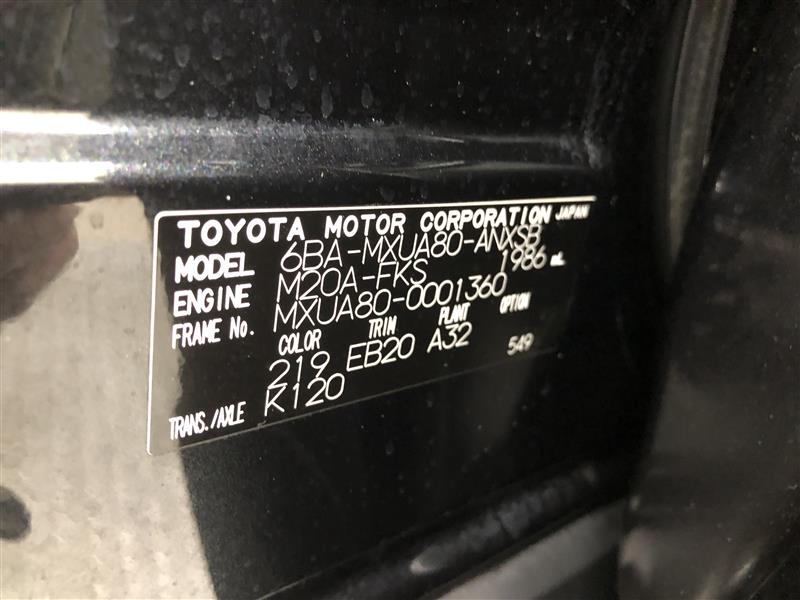 TOYOTA MOTOR CORPORATION JAPAN
MODEL 6BA-MXUA80-ANXSB
ENGINE M20A-FKS 1986 mL
FRAME No. MXUA80-0001360
COLOR TRIM PLANT OPTION
219 EB20 A32 549
TRANS./AXLE K120